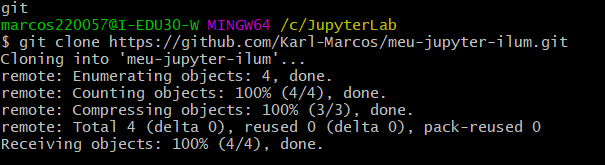 git
marcos220057@I-EDU30-W MINGW64 /c/JupyterLab
$ git clone https://github.com/Karl-Marcos/meu-jupyter-ilum.git
Cloning into 'meu-jupyter-ilum'...
remote: Enumerating objects: 4, done.
remote: Counting objects: 100% (4/4), done.
remote: Compressing objects: 100% (3/3), done.
remote: Total 4 (delta 0), reused 0 (delta 0), pack-reused 0
Receiving objects: 100% (4/4), done.